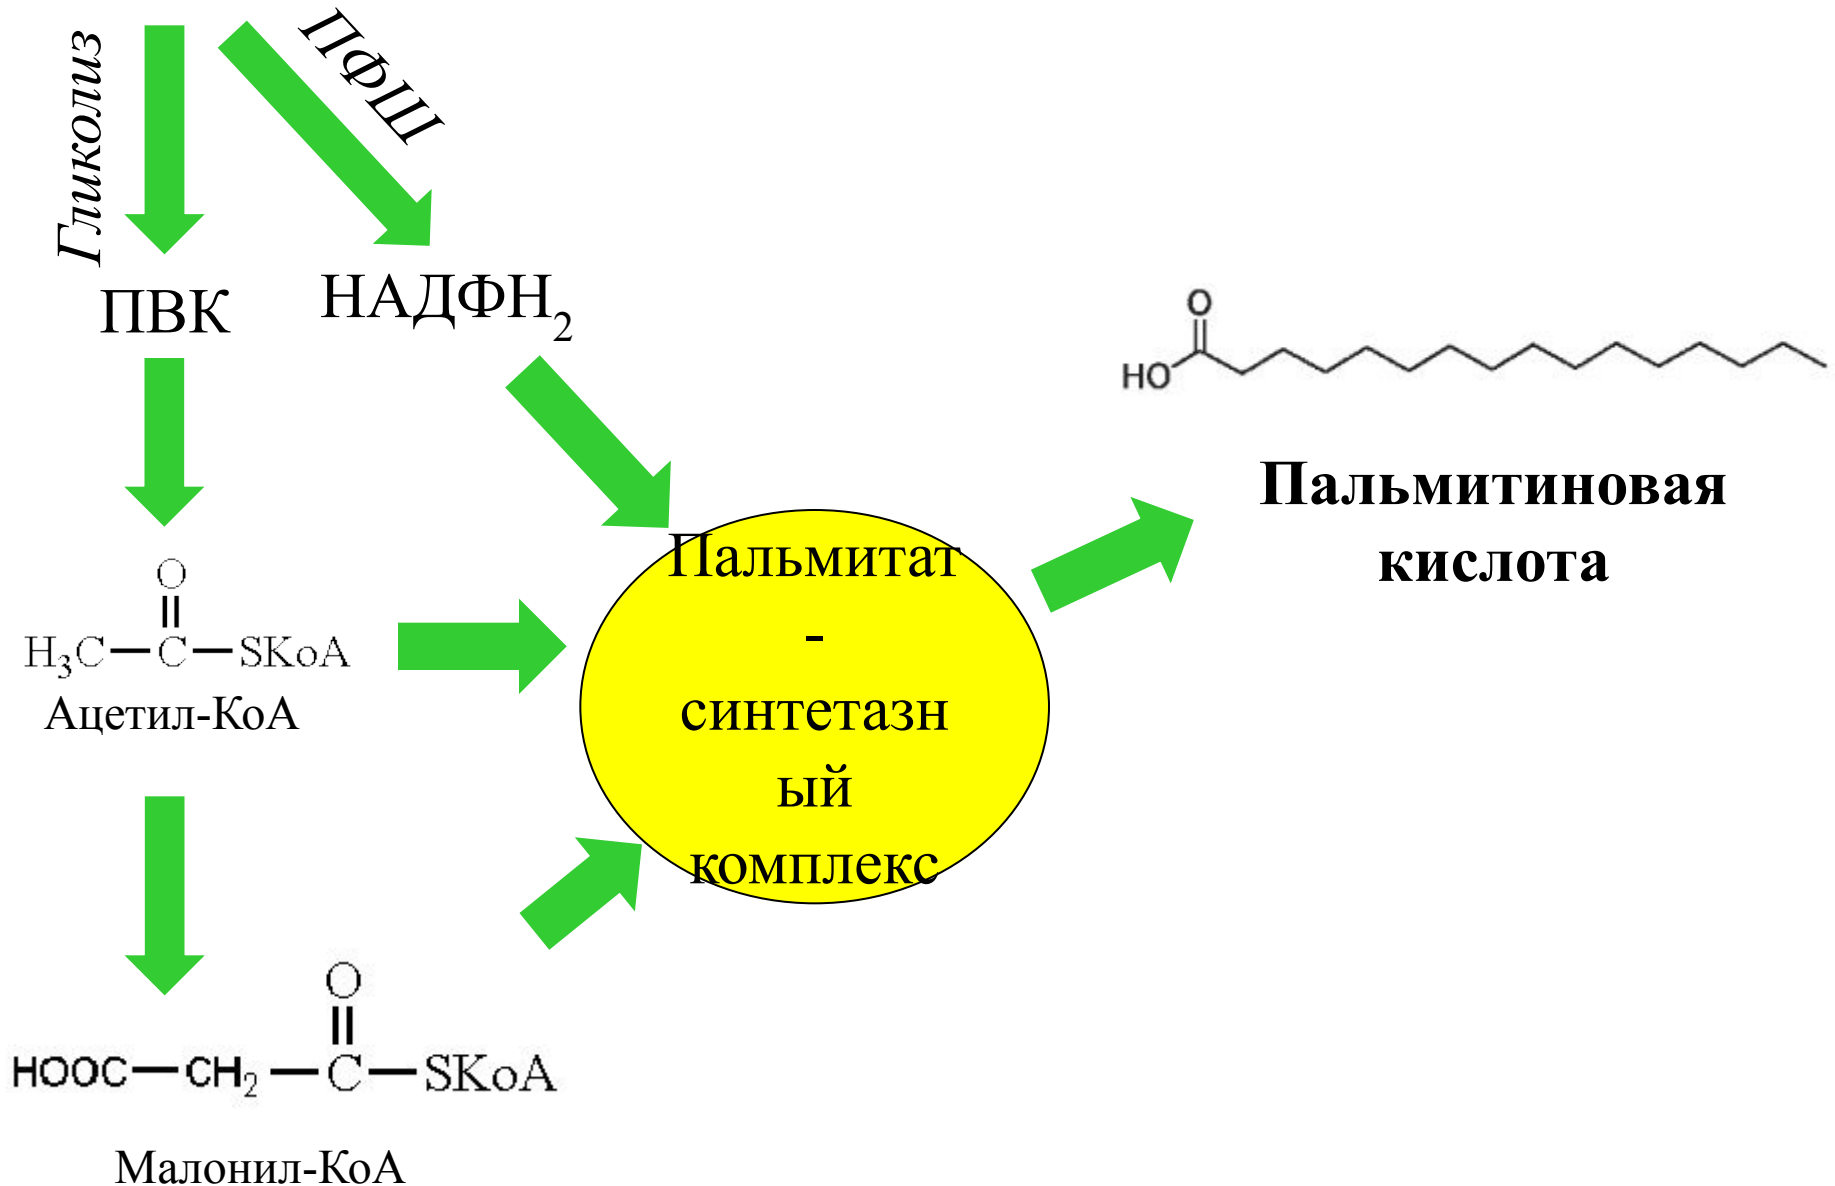 Гликолиз
ПФШ
ПВК
НАДФН₂
O
HO
Пальмитиновая
кислота
O
H₃C—C—SKoA
Ацетил-КоА
Пальмитат
-
синтетазн
ый
комплекс
O
HOOC—CH₂—C—SKoA
Малонил-КоА